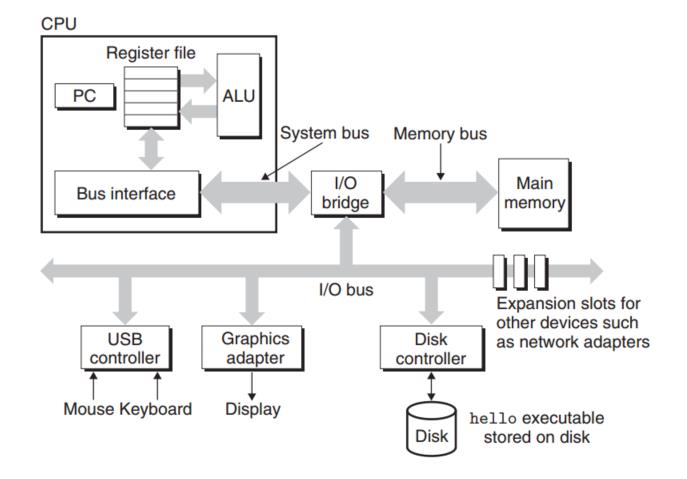 CPU
Register file
PC
ALU
System bus
Memory bus
Bus interface
I/O
bridge
Main
memory
I/O bus
Expansion slots for
other devices such
as network adapters
USB
controller
Graphics
adapter
Disk
controller
Mouse Keyboard
Display
Disk
hello executable
stored on disk